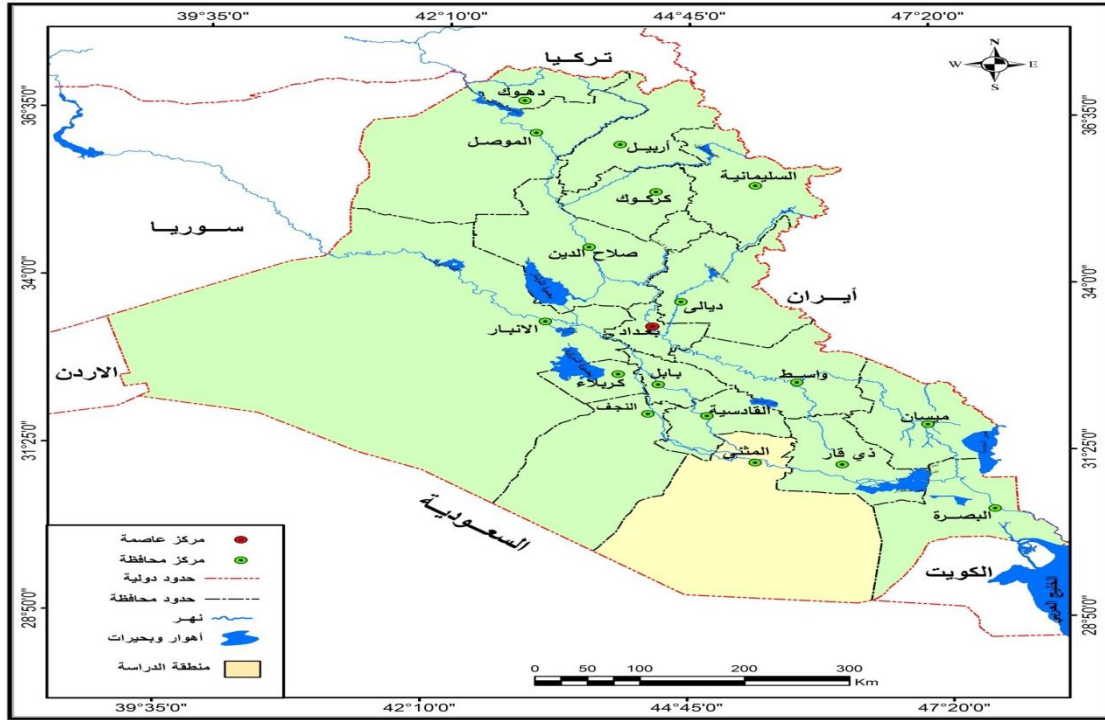 39°35'0" 42°10'0" 44°45'0" 47°20'0"
N
W E
S
تركيا
36°35'0" 36°35'0"
دهوك
الموصل
أربيل
السليمانية
كركوك
سوريا
صلاح الدين
34°0'0" 34°0'0"
أيران
ديالى
الانبار
بغداد
الاردن
كربلاء
بابل
واسط
النجف
القادسية
ميسان
31°25'0" 31°25'0"
المثنى
ذي قار
السعودية
البصرة
الكويت
الخليج العربي
28°50'0" 28°50'0"
مركز عاصمة
مركز محافظة
حدود دولية
حدود محافظة
نهر
أهوار وبحيرات
منطقة الدراسة
0 50 100 200 300
Km
39°35'0" 42°10'0" 44°45'0" 47°20'0"